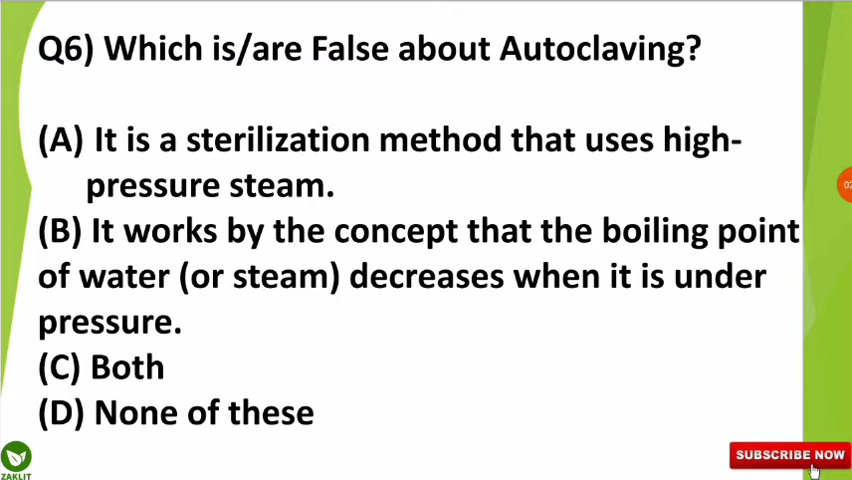 Q6) Which is/are False about Autoclaving?
(A) It is a sterilization method that uses high-
pressure steam.
(B) It works by the concept that the boiling point
of water (or steam) decreases when it is under
pressure.
(C) Both
(D) None of these
02
ZAKLIT
SUBSCRIBE NOW